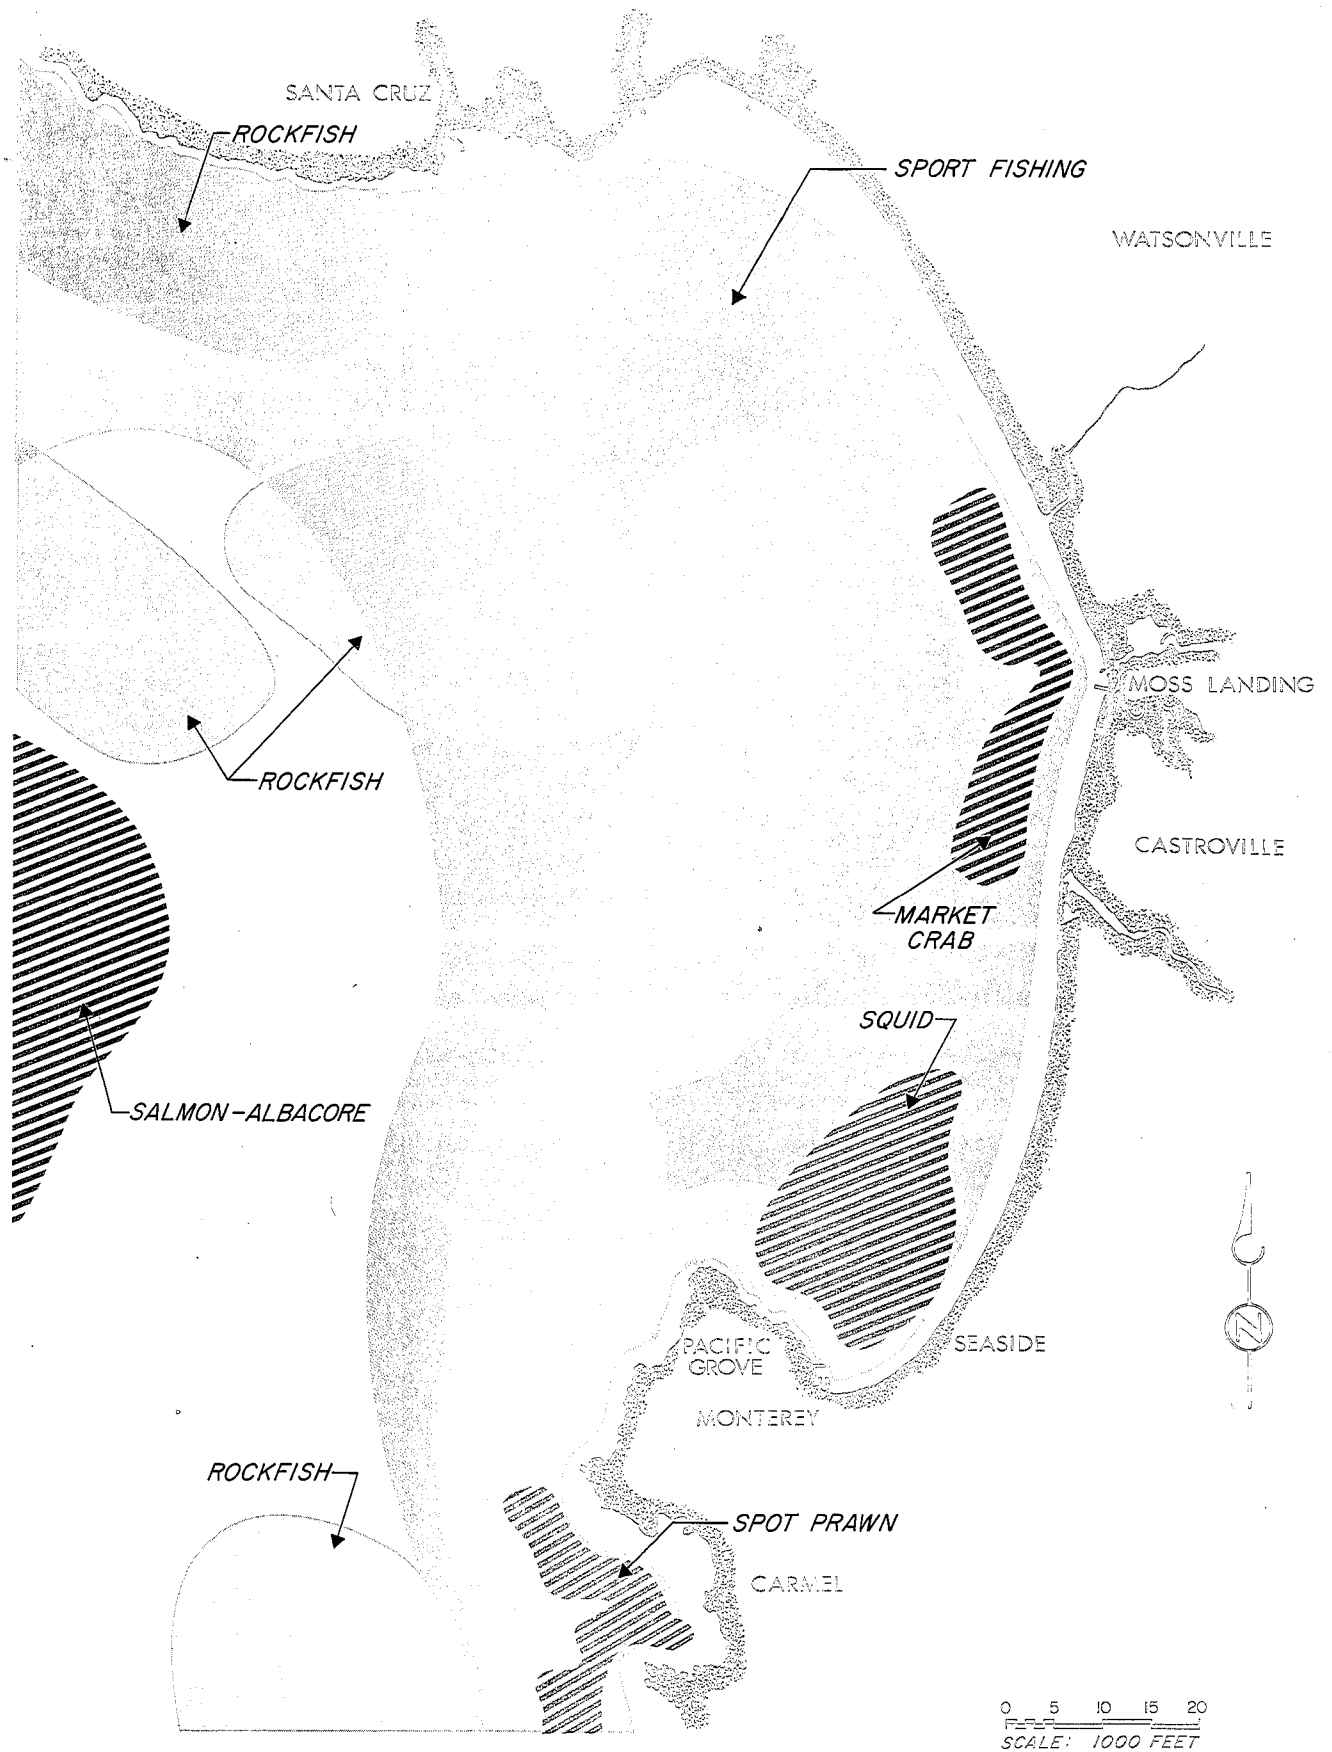 SANTA CRUZ
ROCKFISH
SPORT FISHING
WATSONVILLE
MOSS LANDING
ROCKFISH
CASTROVILLE
MARKET
CRAB
SQUID
SALMON-ALBACORE
PACIFIC
GROVE
SEASIDE
MONTEREY
N
ROCKFISH
SPOT PRAWN
CARMEL
0 5 10 15 20
SCALE: 1000 FEET